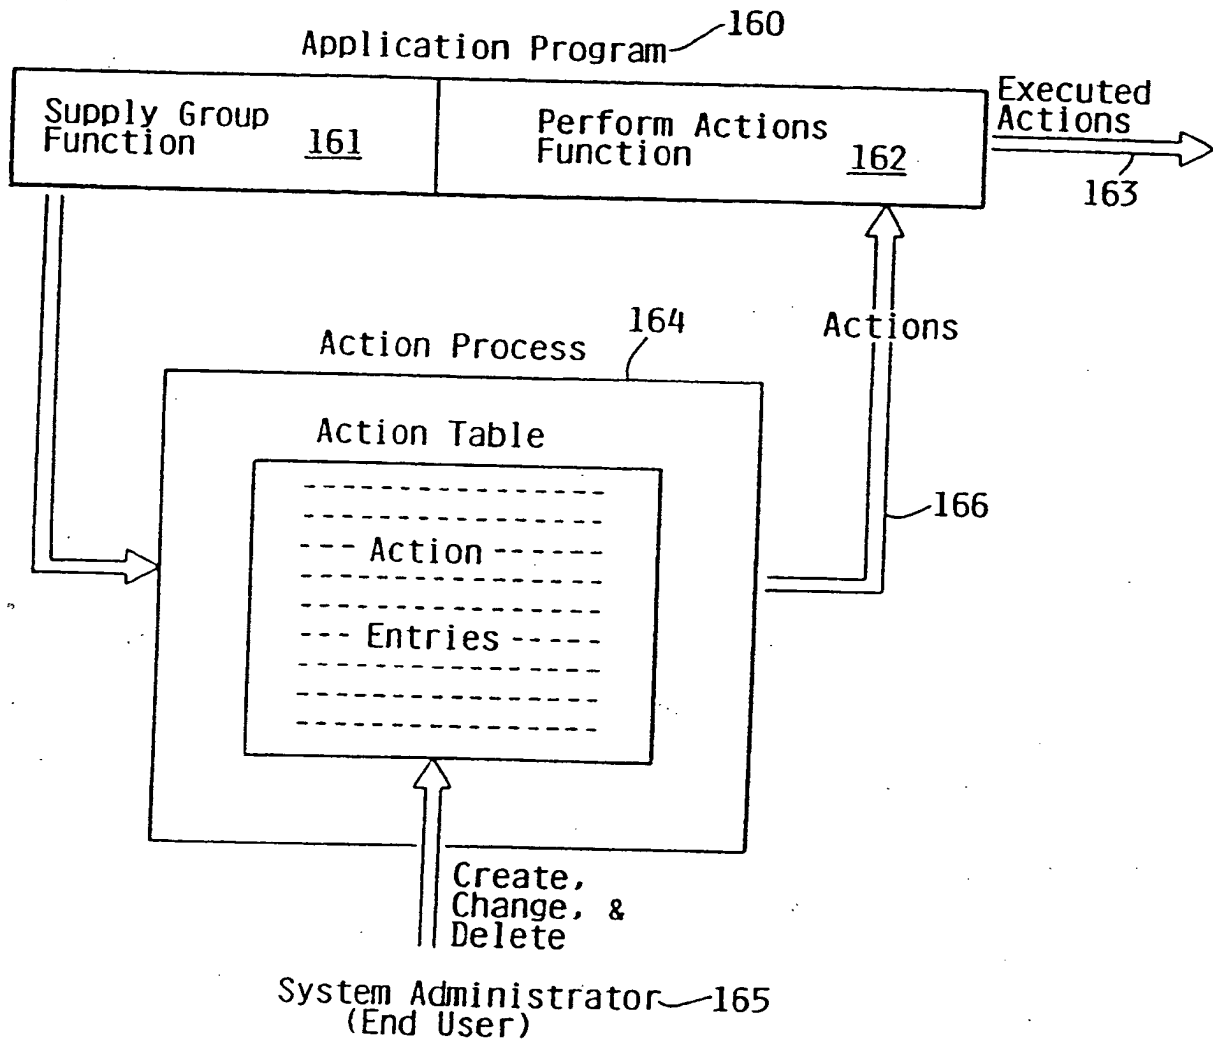 160
Application Program
Supply Group
Function 161
Perform Actions
Function 162
Executed
Actions
163
164
Action Process
Actions
Action Table
Action
Entries
166
Create,
Change, &
Delete
System Administrator 165
(End User)